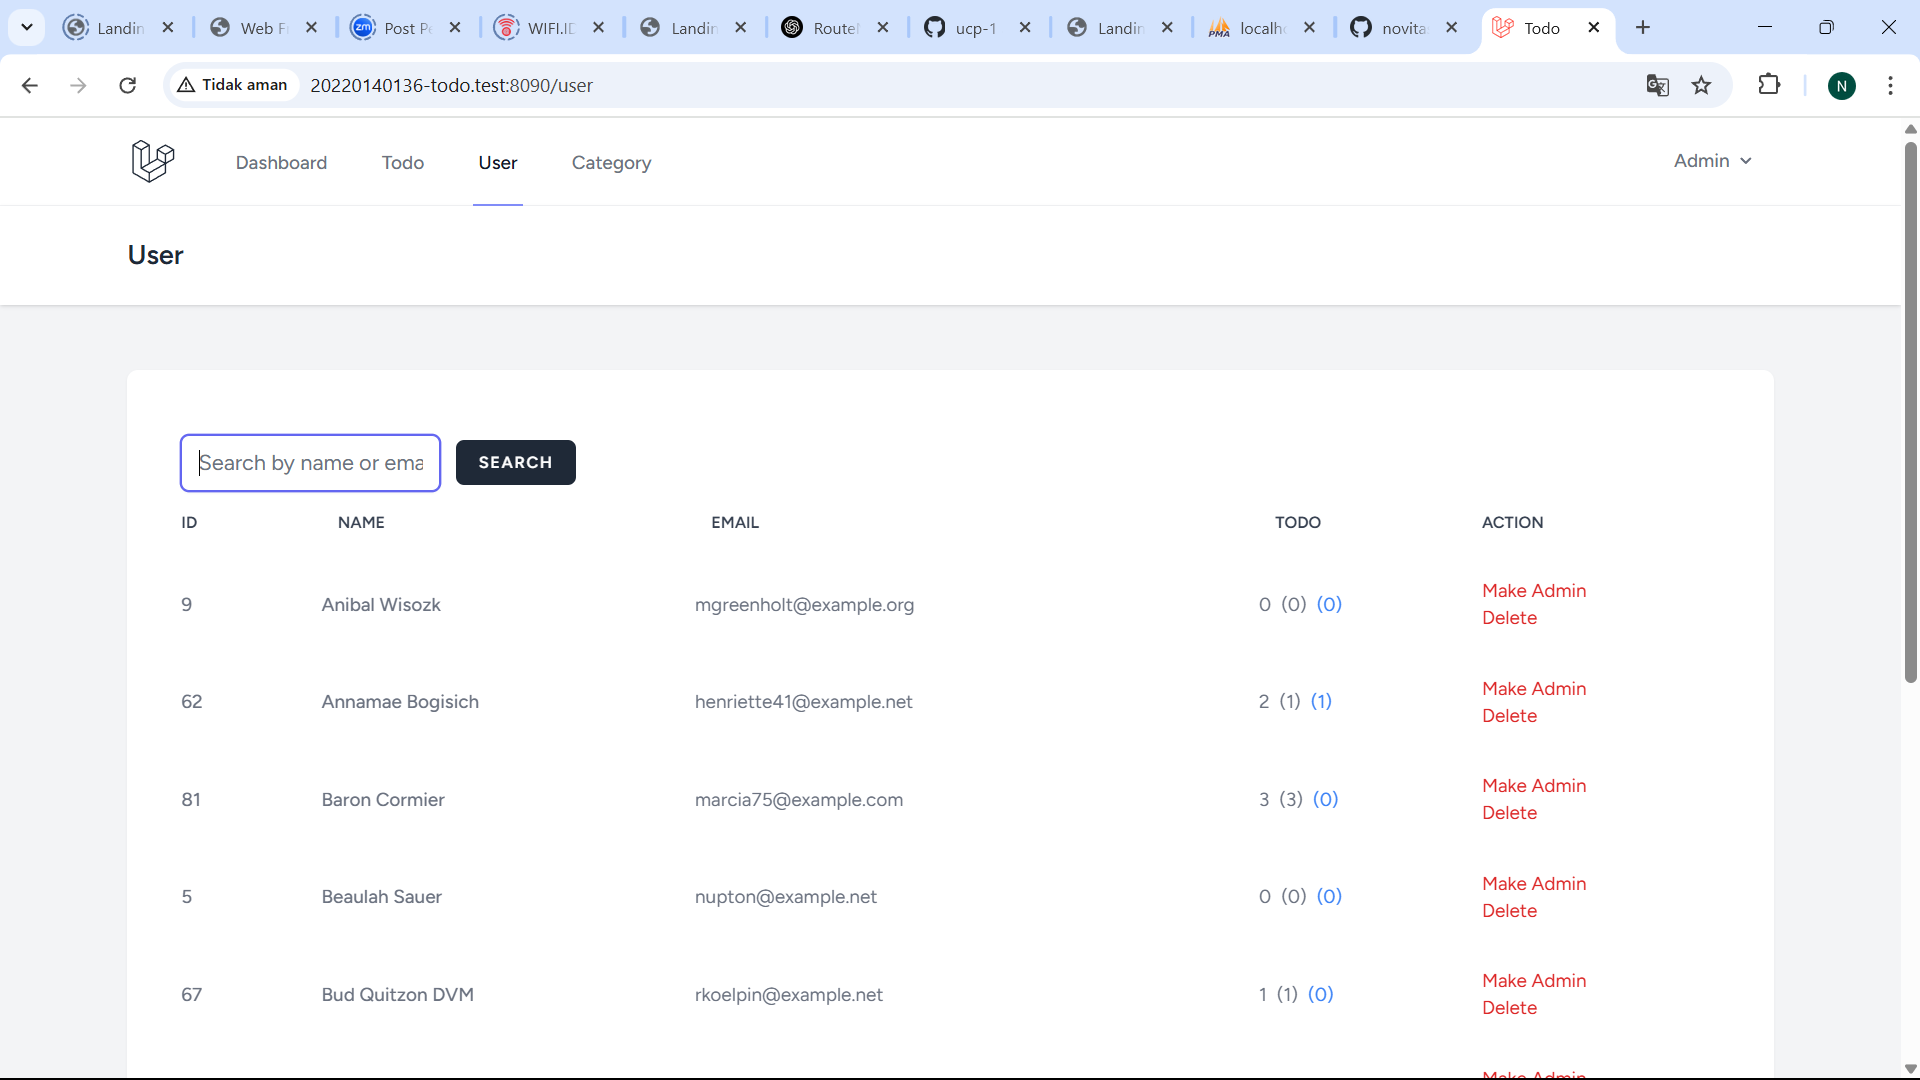 Landin
Web F
Post P
WIFI.ID
Landin
Route
ucp-1
Landin
localh
novita
Todo
Tidak aman
20220140136-todo.test:8090/user
N
Dashboard
Todo
User
Category
Admin
User
Search by name or ema
SEARCH
ID NAME EMAIL TODO ACTION
9 Anibal Wisozk mgreenholt@example.org 0 (0) (0) Make Admin
Delete
62 Annamae Bogisich henriette41@example.net 2 (1) (1) Make Admin
Delete
81 Baron Cormier marcia75@example.com 3 (3) (0) Make Admin
Delete
5 Beaulah Sauer nupton@example.net 0 (0) (0) Make Admin
Delete
67 Bud Quitzon DVM rkoelpin@example.net 1 (1) (0) Make Admin
Delete
Make Admin